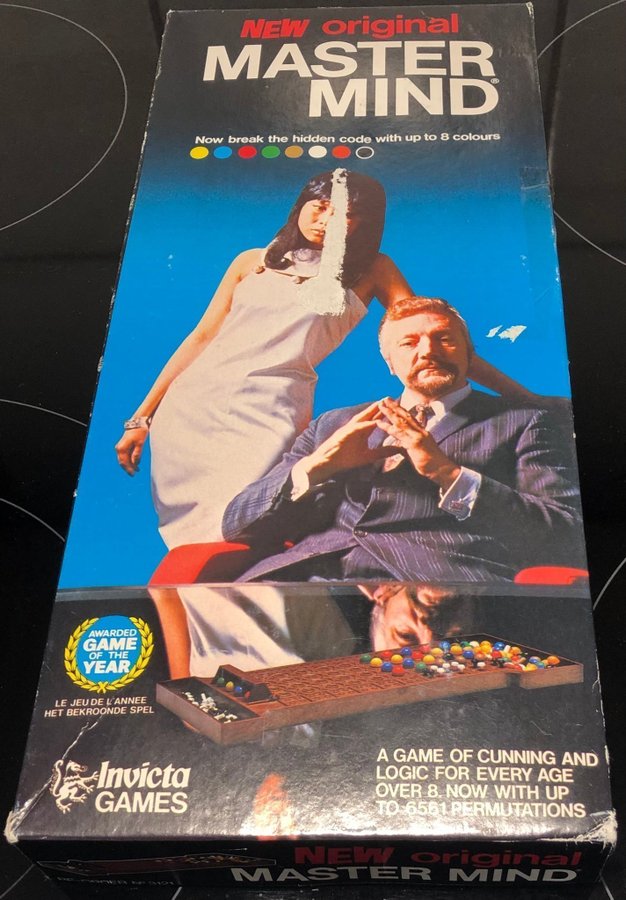 NEW original
MASTER
MIND®
Now break the hidden code with up to 8 colours
AWARDED
GAME
OF THE
YEAR
LE JEU DE L'ANNEE
HET BEKROONDE SPEL
Invicta
GAMES
A GAME OF CUNNING AND
LOGIC FOR EVERY AGE
OVER 8. NOW WITH UP
TO 6561 PERMUTATIONS
NEW original
MASTER MIND